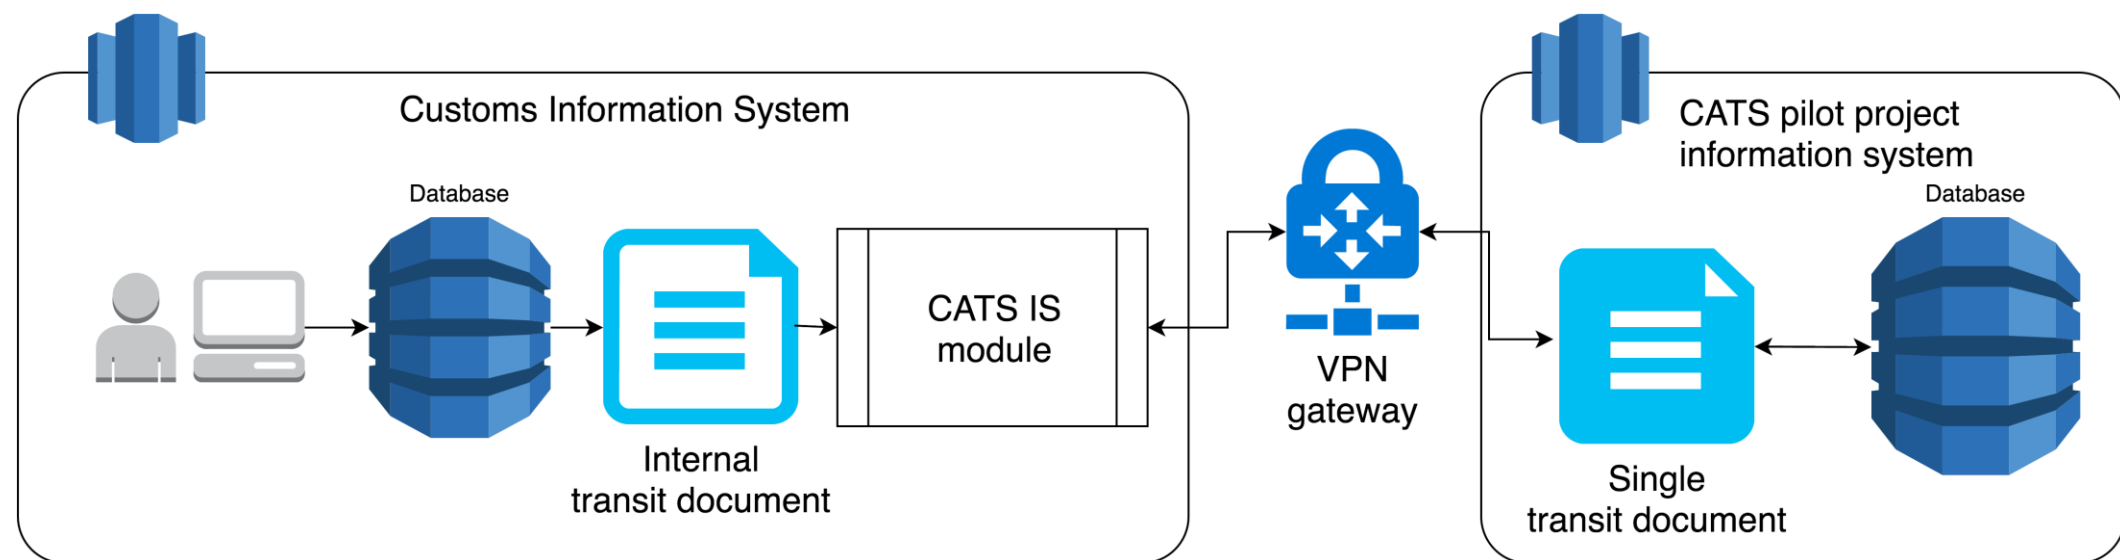 Customs Information System
Database
CATS IS
module
Internal
transit document
VPN
gateway
CATS pilot project
information system
Database
Single
transit document